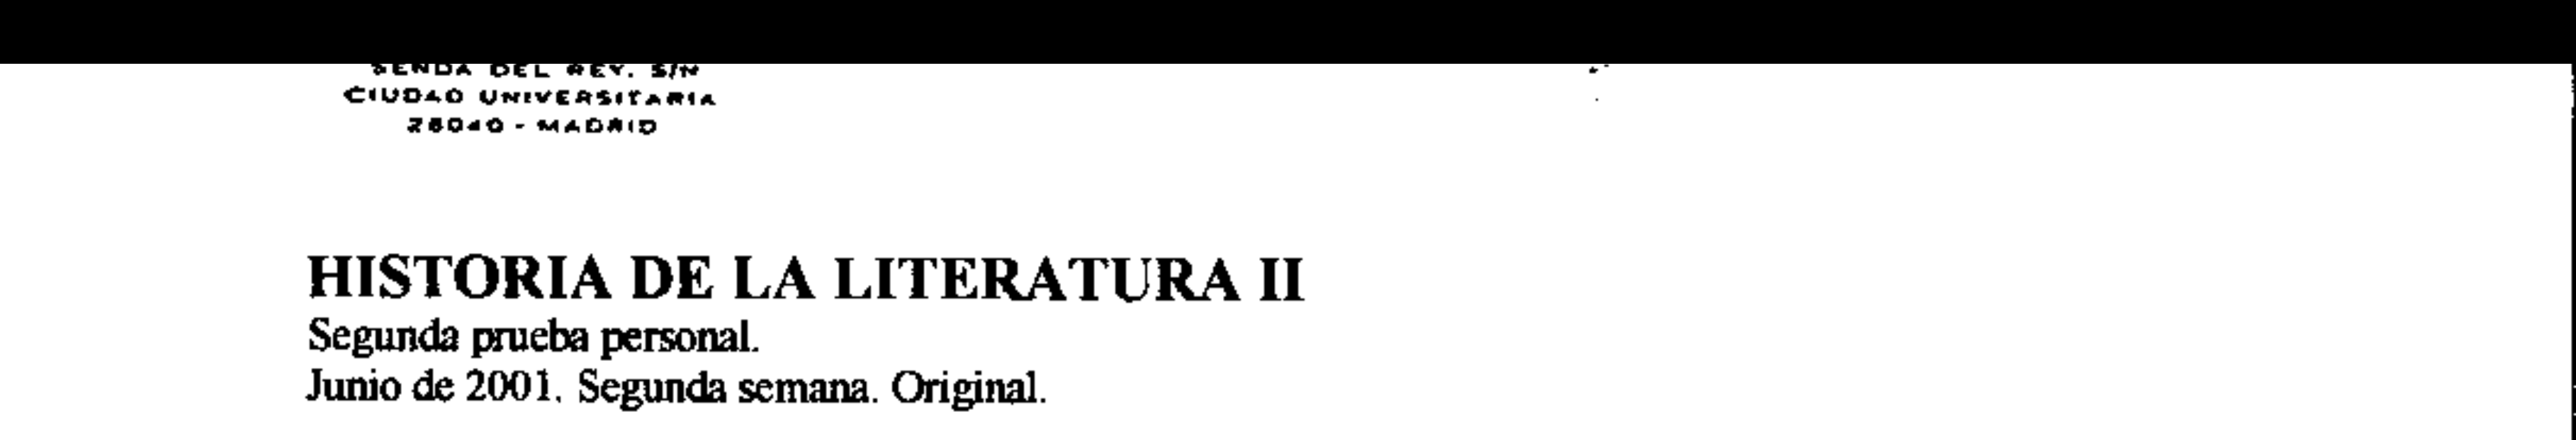 SENDA DEL REY. S/N
CIUDAD UNIVERSITARIA
28040 - MADRID
HISTORIA DE LA LITERATURA II
Segunda prueba personal.
Junio de 2001. Segunda semana. Original.